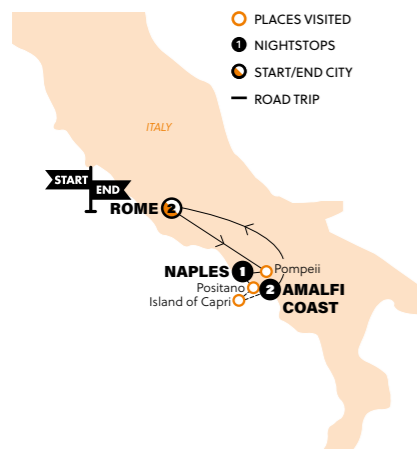 PLACES VISITED
1 NIGHTSTOPS
START/END CITY
ROAD TRIP
ITALY
START
END
ROME 2
NAPLES 1
Pompeii
Positano
2 AMALFI
COAST
Island of Capri